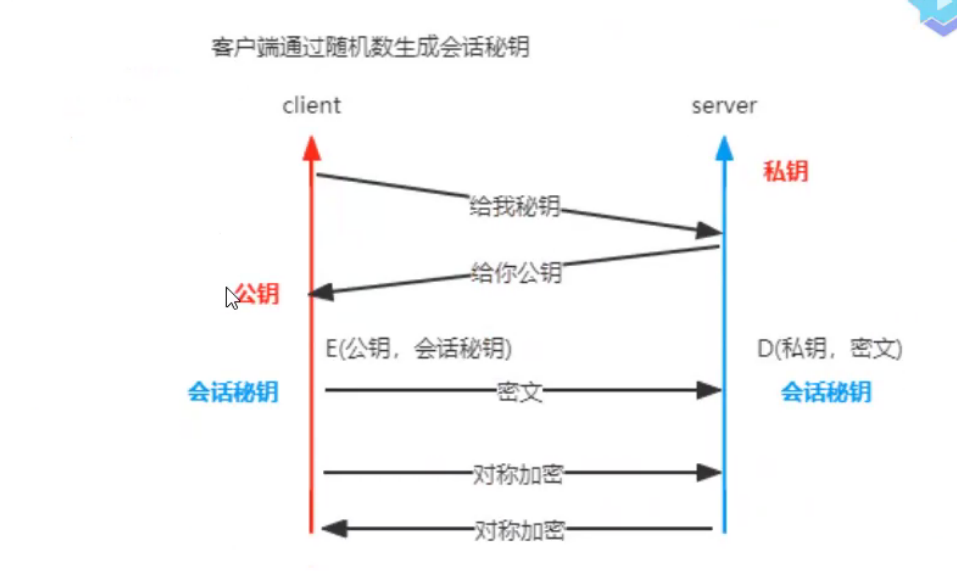 客户端通过随机数生成会话秘钥
client
server
私钥
给我秘钥
给你公钥
公钥
E(公钥，会话秘钥)
D(私钥，密文)
会话秘钥
密文
会话秘钥
对称加密
对称加密